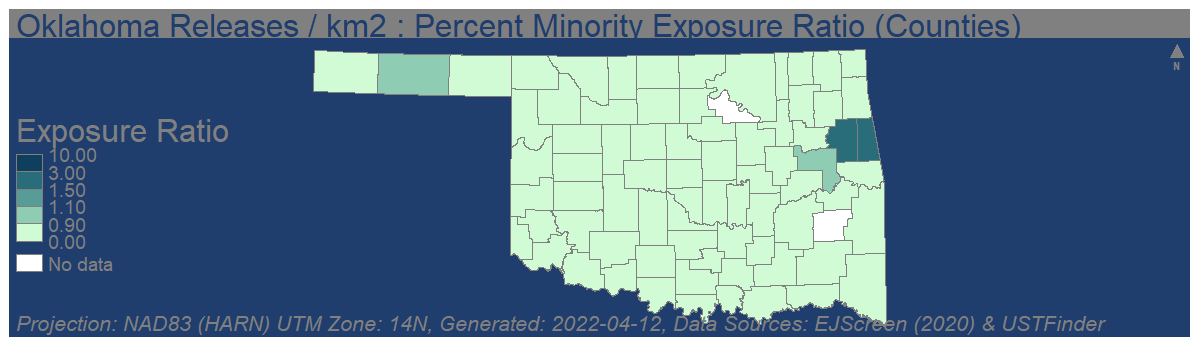 Oklahoma Releases / km2 : Percent Minority Exposure Ratio (Counties)
N
Exposure Ratio
10.00
3.00
1.50
1.10
0.90
0.00
No data
Projection: NAD83 (HARN) UTM Zone: 14N, Generated: 2022-04-12, Data Sources: EJScreen (2020) & USTFinder